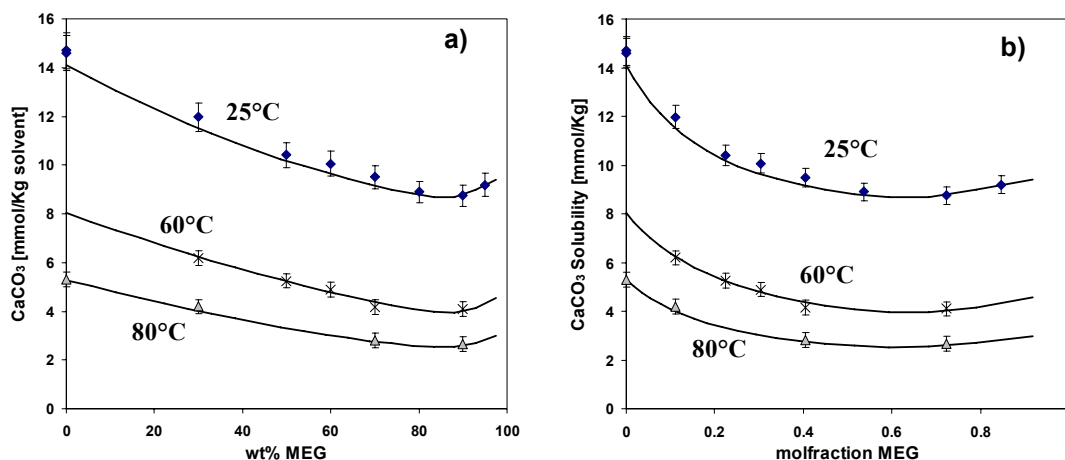 a)
CaCO₃ [mmol/Kg solvent]
16
14
12
10
8
6
4
2
0
25°C
60°C
80°C
0 20 40 60 80 100
wt% MEG
b)
CaCO₃ Solubility [mmol/Kg]
16
14
12
10
8
6
4
2
0
25°C
60°C
80°C
0 0.2 0.4 0.6 0.8
molfraction MEG